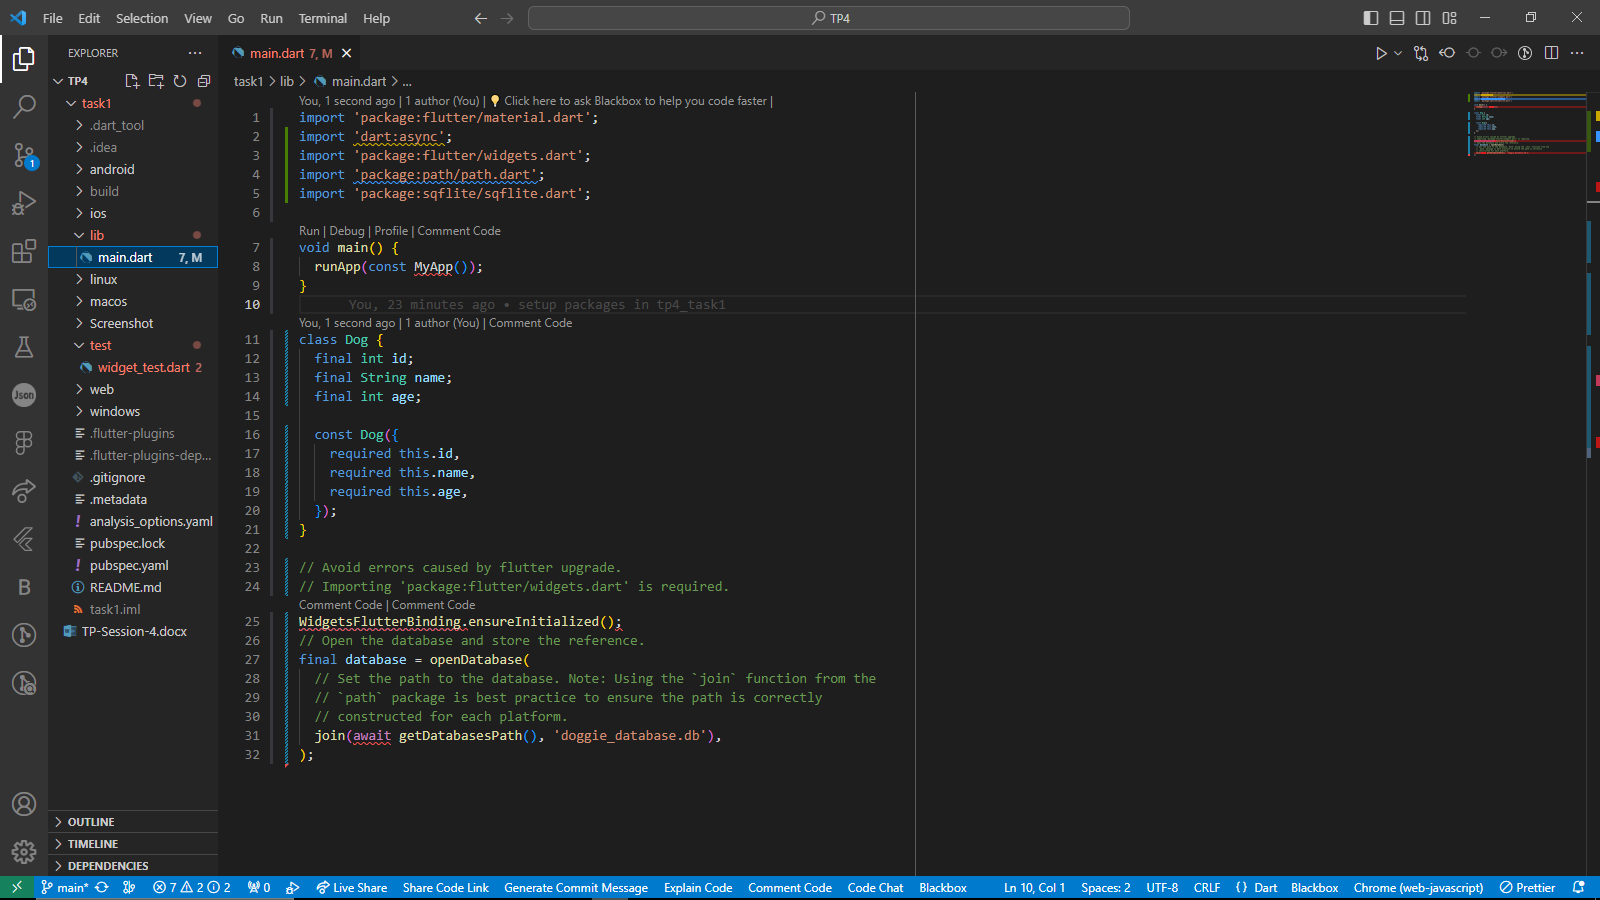 File Edit Selection View Go Run Terminal Help
TP4
EXPLORER
TP4
task1
.dart_tool
.idea
android
build
ios
lib
main.dart 7, M
linux
macos
Screenshot
test
widget_test.dart 2
web
windows
.flutter-plugins
.flutter-plugins-dep...
.gitignore
.metadata
analysis_options.yaml
pubspec.lock
pubspec.yaml
README.md
task1.iml
TP-Session-4.docx
OUTLINE
TIMELINE
DEPENDENCIES
1
Json
B
main.dart 7, M
task1 > lib > main.dart > ...
You, 1 second ago | 1 author (You) | 💡 Click here to ask Blackbox to help you code faster |
1 import 'package:flutter/material.dart';
2 import 'dart:async';
3 import 'package:flutter/widgets.dart';
4 import 'package:path/path.dart';
5 import 'package:sqflite/sqflite.dart';
6
Run | Debug | Profile | Comment Code
7 void main() {
8 runApp(const MyApp());
9 }
10 You, 23 minutes ago • setup packages in tp4_task1
You, 1 second ago | 1 author (You) | Comment Code
11 class Dog {
12 final int id;
13 final String name;
14 final int age;
15
16 const Dog({
17 required this.id,
18 required this.name,
19 required this.age,
20 });
21 }
22
23 // Avoid errors caused by flutter upgrade.
24 // Importing 'package:flutter/widgets.dart' is required.
Comment Code | Comment Code
25 WidgetsFlutterBinding.ensureInitialized();
26 // Open the database and store the reference.
27 final database = openDatabase(
28 // Set the path to the database. Note: Using the `join` function from the
29 // `path` package is best practice to ensure the path is correctly
30 // constructed for each platform.
31 join(await getDatabasesPath(), 'doggie_database.db'),
32 );
main* 7 2 2 0 Live Share Share Code Link Generate Commit Message Explain Code Comment Code Code Chat Blackbox Ln 10, Col 1 Spaces: 2 UTF-8 CRLF {} Dart Blackbox Chrome (web-javascript) Prettier